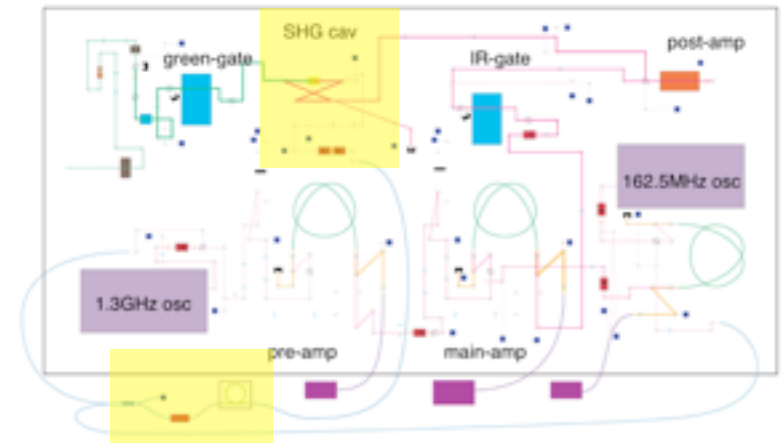 SHG cav
post-amp
green-gate
IR-gate
162.5MHz osc
1.3GHz osc
pre-amp
main-amp